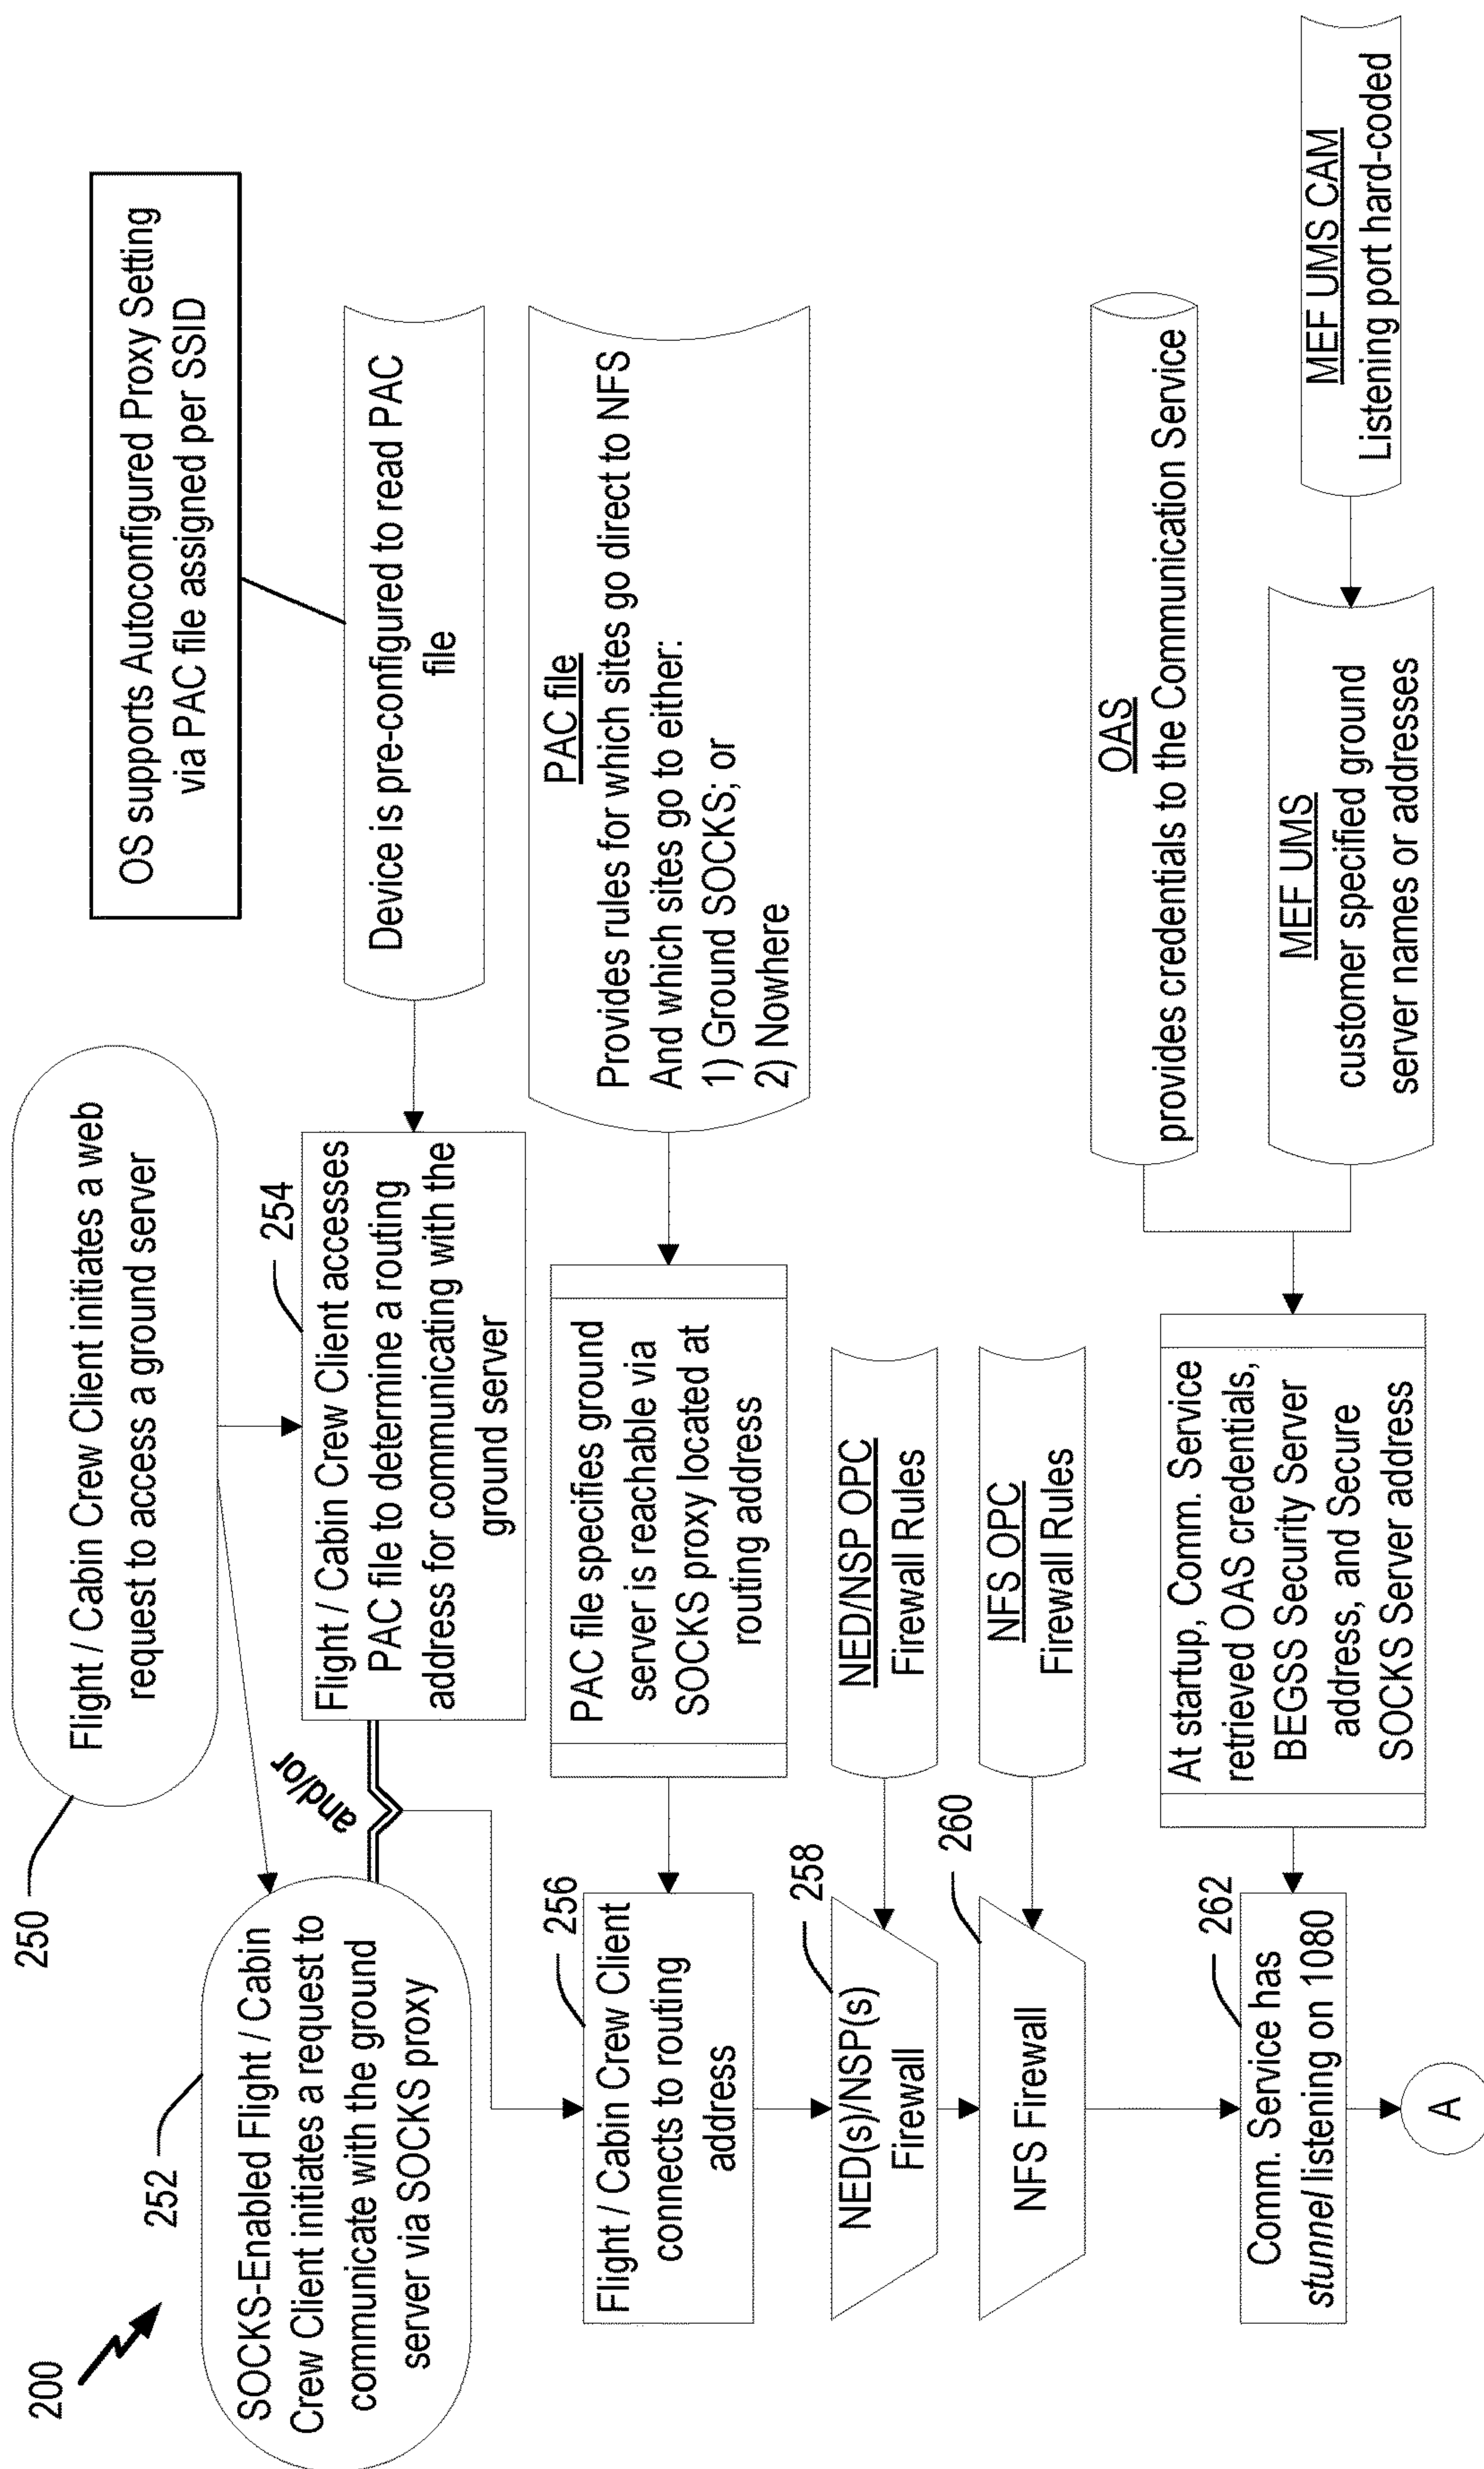 200
250
Flight / Cabin Crew Client initiates a web
request to access a ground server
OS supports Autoconfigured Proxy Setting
via PAC file assigned per SSID
252
SOCKS-Enabled Flight / Cabin
Crew Client initiates a request to
communicate with the ground
server via SOCKS proxy
and/or
254
Flight / Cabin Crew Client accesses
PAC file to determine a routing
address for communicating with the
ground server
Device is pre-configured to read PAC
file
256
Flight / Cabin Crew Client
connects to routing
address
PAC file specifies ground
server is reachable via
SOCKS proxy located at
routing address
PAC file
Provides rules for which sites go direct to NFS
And which sites go to either:
1) Ground SOCKS; or
2) Nowhere
258
NED(s)/NSP(s)
Firewall
NED/NSP OPC
Firewall Rules
260
NFS Firewall
NFS OPC
Firewall Rules
262
Comm. Service has
stunnel listening on 1080
At startup, Comm. Service
retrieved OAS credentials,
BEGSS Security Server
address, and Secure
SOCKS Server address
OAS
provides credentials to the Communication Service
MEF UMS
customer specified ground
server names or addresses
MEF UMS CAM
Listening port hard-coded
A